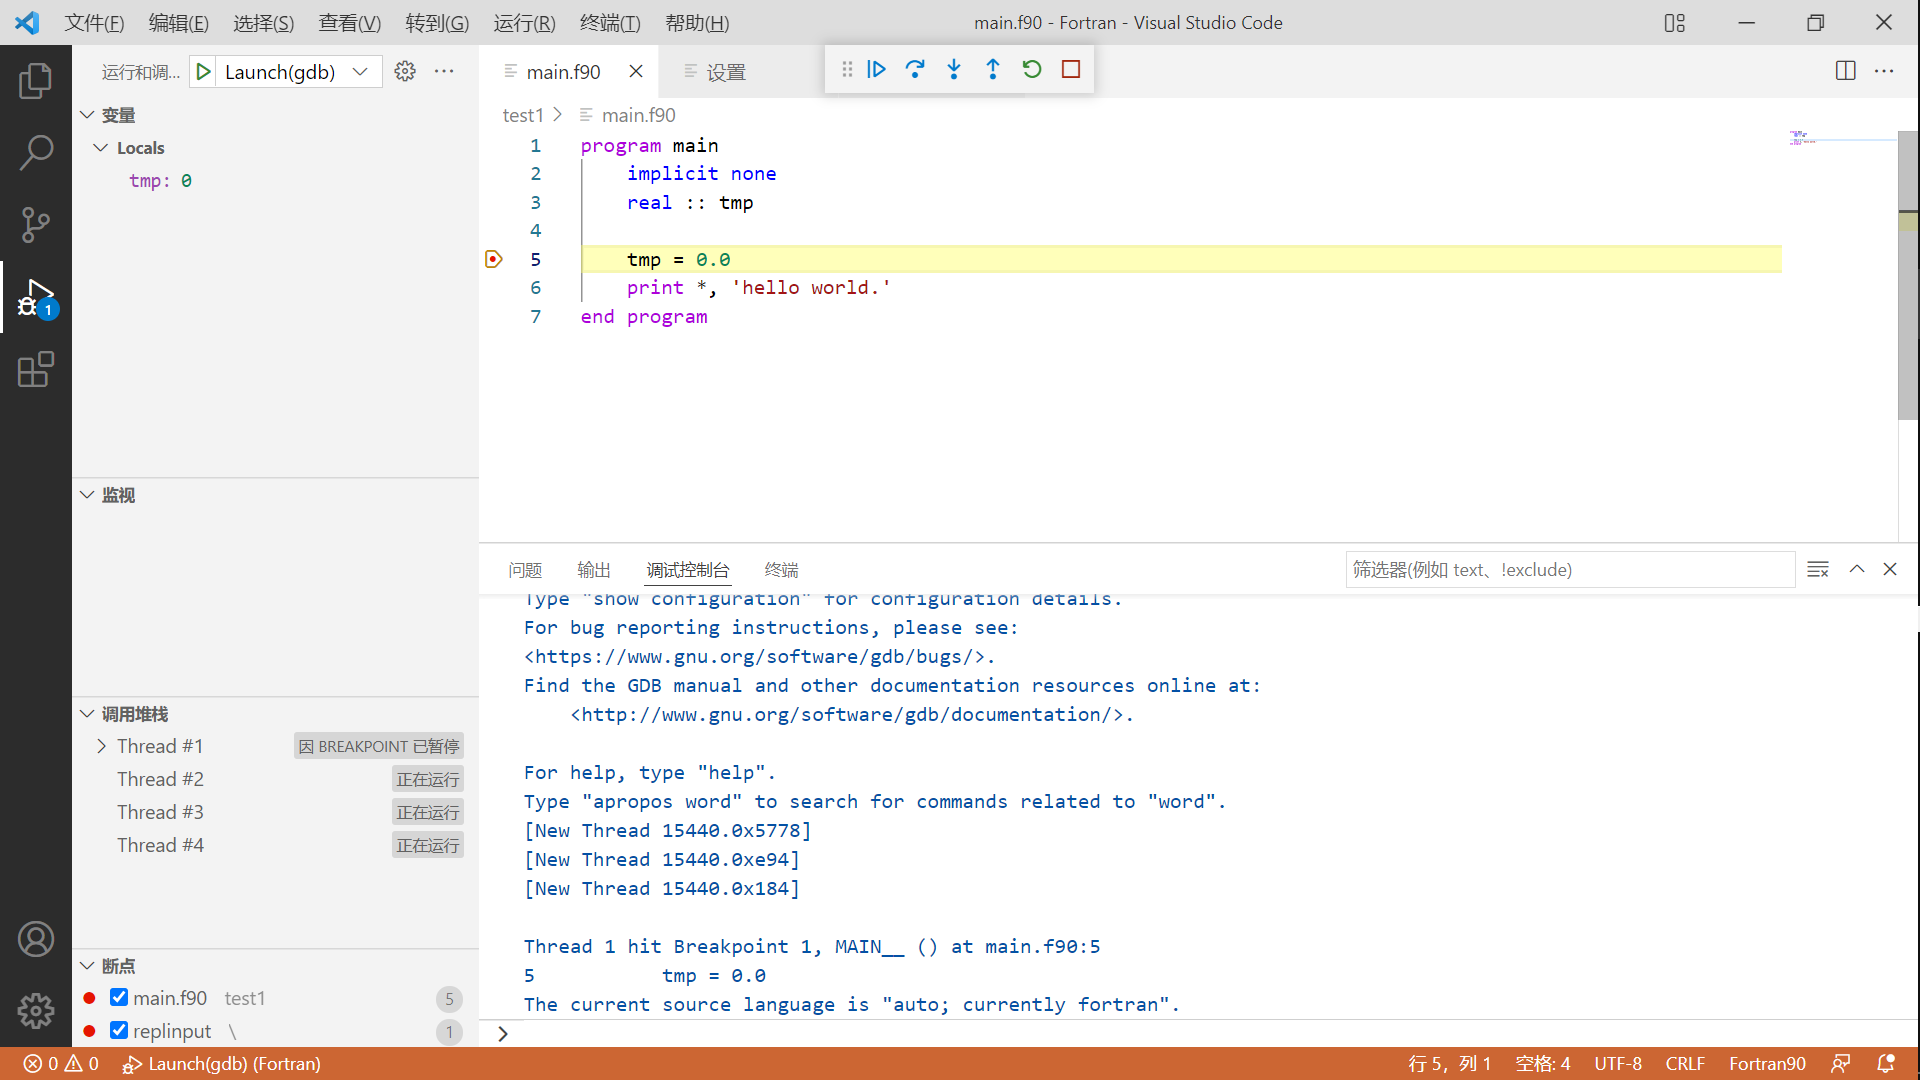 文件(F) 编辑(E) 选择(S) 查看(V) 转到(G) 运行(R) 终端(T) 帮助(H) main.f90 - Fortran - Visual Studio Code
运行和调... Launch(gdb)
变量
Locals
tmp: 0
监视
调用堆栈
Thread #1 因 BREAKPOINT 已暂停
Thread #2 正在运行
Thread #3 正在运行
Thread #4 正在运行
断点
main.f90 test1 5
replinput \ 1
1
main.f90 设置
test1 main.f90
1 program main
2 implicit none
3 real :: tmp
4
5 tmp = 0.0
6 print *, 'hello world.'
7 end program
问题 输出 调试控制台 终端 筛选器(例如 text、!exclude)
Type "show configuration" for configuration details.
For bug reporting instructions, please see:
<https://www.gnu.org/software/gdb/bugs/>.
Find the GDB manual and other documentation resources online at:
<http://www.gnu.org/software/gdb/documentation/>.
For help, type "help".
Type "apropos word" to search for commands related to "word".
[New Thread 15440.0x5778]
[New Thread 15440.0xe94]
[New Thread 15440.0x184]
Thread 1 hit Breakpoint 1, MAIN__ () at main.f90:5
5 tmp = 0.0
The current source language is "auto; currently fortran".
0 0 Launch(gdb) (Fortran) 行 5，列 1 空格: 4 UTF-8 CRLF Fortran90